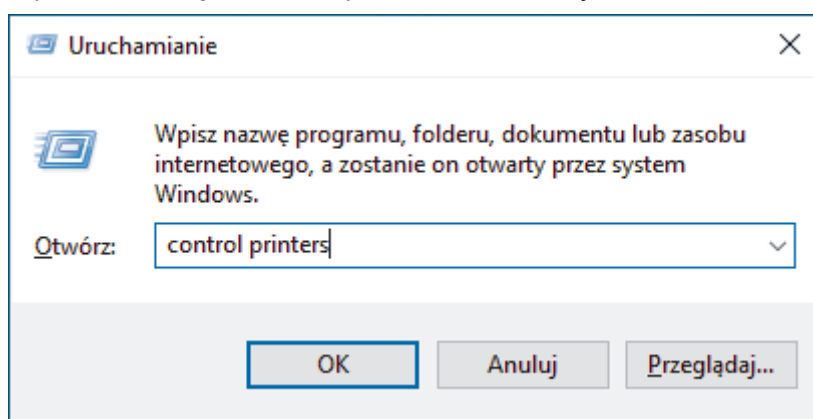 Uruchamianie
Wpisz nazwę programu, folderu, dokumentu lub zasobu
internetowego, a zostanie on otwarty przez system
Windows.
Otwórz: control printers
OK Anuluj Przeglądaj...